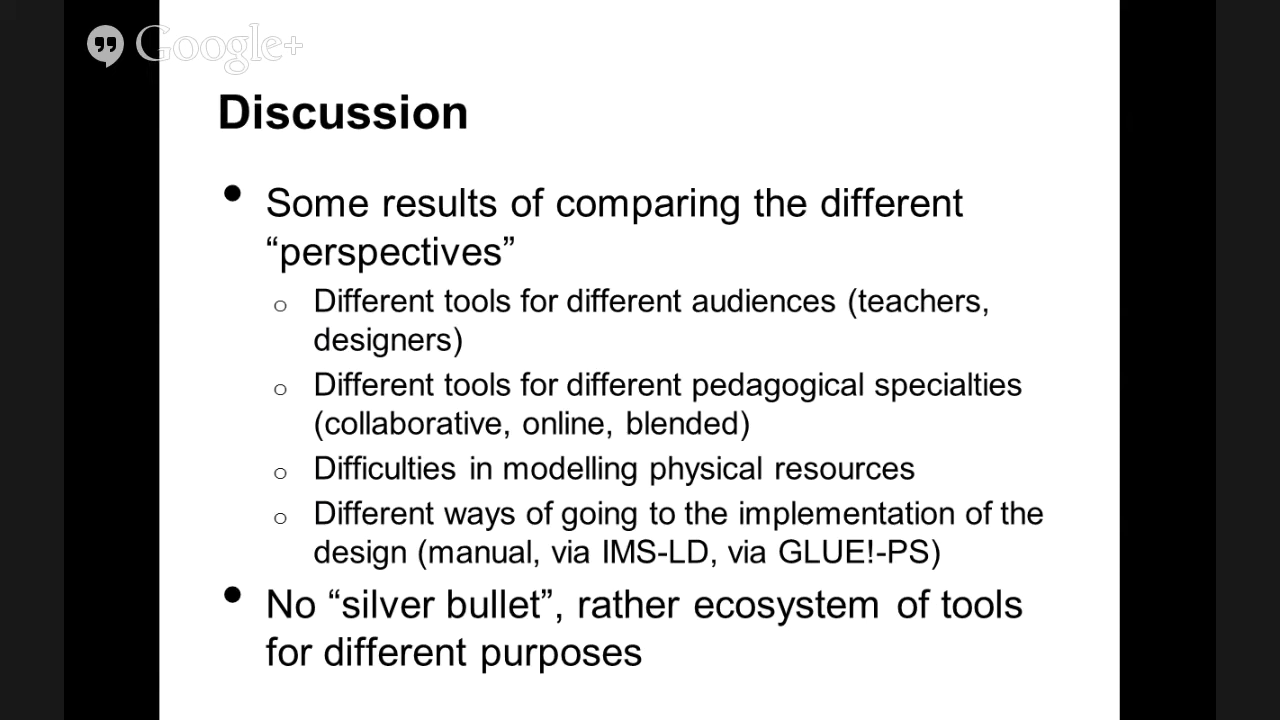 Google+
Discussion
• Some results of comparing the different
“perspectives”
o Different tools for different audiences (teachers,
designers)
o Different tools for different pedagogical specialties
(collaborative, online, blended)
o Difficulties in modelling physical resources
o Different ways of going to the implementation of the
design (manual, via IMS-LD, via GLUE!-PS)
• No “silver bullet”, rather ecosystem of tools
for different purposes